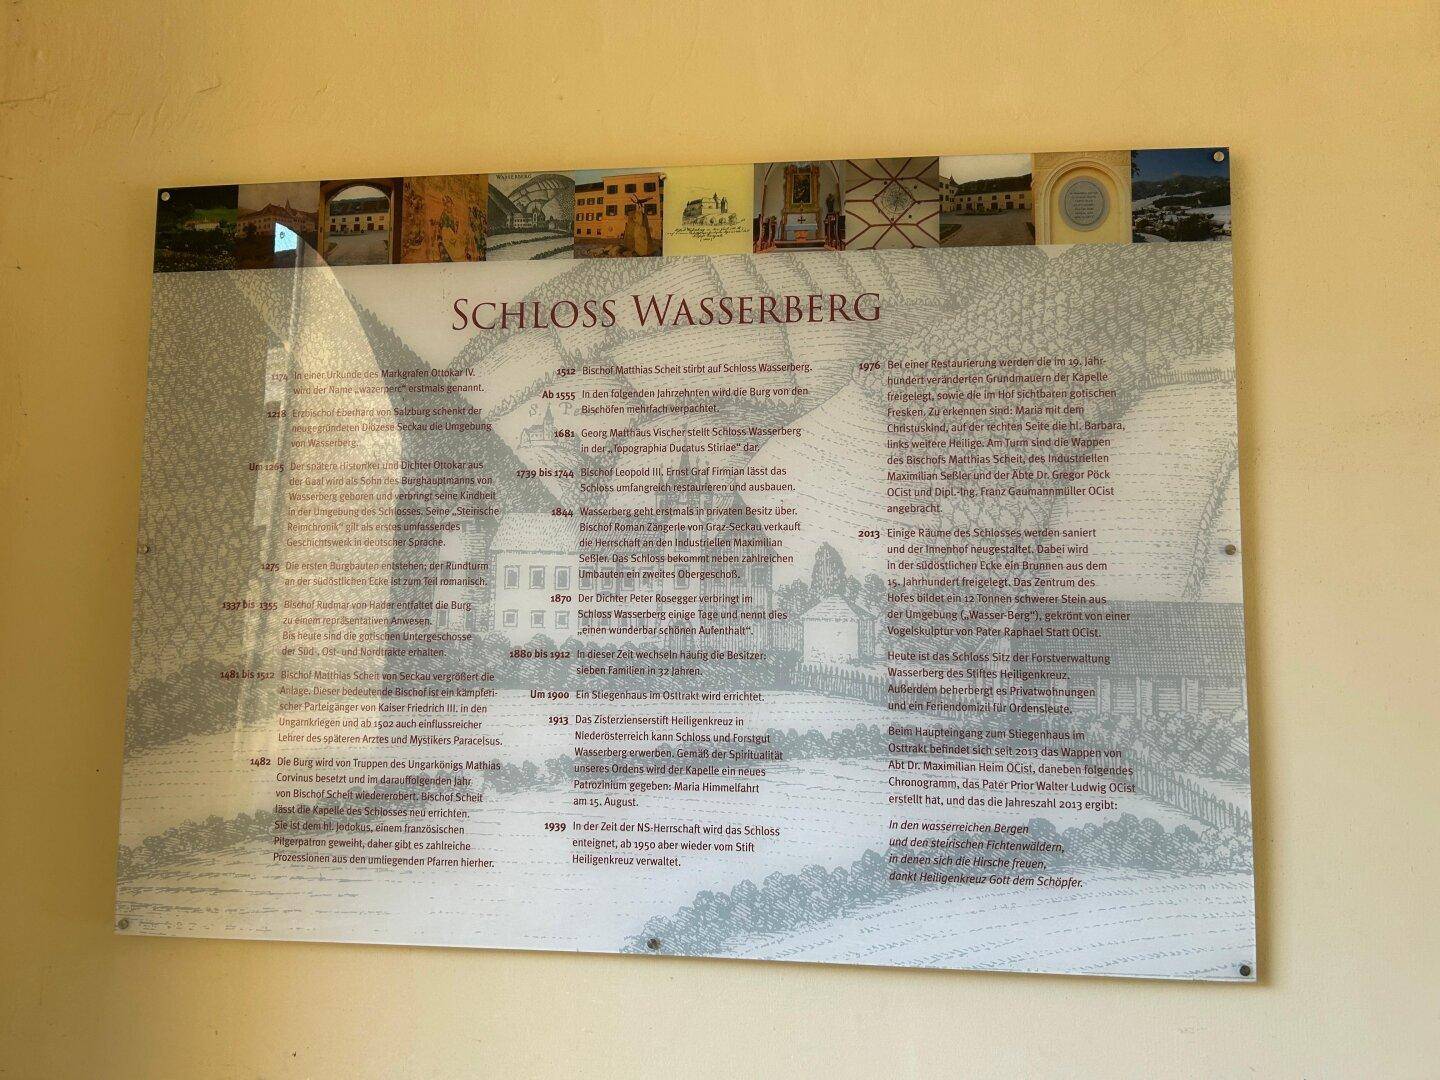 WASSERBERG
SCHLOSS WASSERBERG
1174 In einer Urkunde des Markgrafen Ottokar IV.
wird der Name „wazerperc“ erstmals genannt.
1218 Erzbischof Eberhard von Salzburg schenkt der
neugegründeten Diözese Seckau die Umgebung
von Wasserberg.
Um 1265 Der spätere Historiker und Dichter Ottokar aus
der Gaal wird als Sohn des Burghauptmanns von
Wasserberg geboren und verbringt seine Kindheit
in der Umgebung des Schlosses. Seine „Steirische
Reimchronik“ gilt als erstes umfassendes
Geschichtswerk in deutscher Sprache.
1275 Die ersten Burgbauten entstehen; der Rundturm
an der südöstlichen Ecke ist zum Teil romanisch.
1337 bis 1355 Bischof Rudmar von Hader entfaltet die Burg
zu einem repräsentativen Anwesen.
Bis heute sind die gotischen Untergeschosse
der Süd-, Ost- und Nordtrakte erhalten.
1481 bis 1512 Bischof Matthias Scheit von Seckau vergrößert die
Anlage. Dieser bedeutende Bischof ist ein kämpferi-
scher Parteigänger von Kaiser Friedrich III. in den
Ungarnkriegen und ab 1502 auch einflussreicher
Lehrer des späteren Arztes und Mystikers Paracelsus.
1482 Die Burg wird von Truppen des Ungarkönigs Mathias
Corvinus besetzt und im darauffolgenden Jahr
von Bischof Scheit wiedererobert. Bischof Scheit
lässt die Kapelle des Schlosses neu errichten.
Sie ist dem hl. Jodokus, einem französischen
Pilgerpatron geweiht, daher gibt es zahlreiche
Prozessionen aus den umliegenden Pfarren hierher.
1512 Bischof Matthias Scheit stirbt auf Schloss Wasserberg.
Ab 1555 In den folgenden Jahrzehnten wird die Burg von den
Bischöfen mehrfach verpachtet.
1681 Georg Matthäus Vischer stellt Schloss Wasserberg
in der „Topographia Ducatus Stiriae“ dar.
1739 bis 1744 Bischof Leopold III. Ernst Graf Firmian lässt das
Schloss umfangreich restaurieren und ausbauen.
1844 Wasserberg geht erstmals in privaten Besitz über.
Bischof Roman Zängerle von Graz-Seckau verkauft
die Herrschaft an den Industriellen Maximilian
Seßler. Das Schloss bekommt neben zahlreichen
Umbauten ein zweites Obergeschoß.
1870 Der Dichter Peter Rosegger verbringt im
Schloss Wasserberg einige Tage und nennt dies
„einen wunderbar schönen Aufenthalt“.
1880 bis 1912 In dieser Zeit wechseln häufig die Besitzer:
sieben Familien in 32 Jahren.
Um 1900 Ein Stiegenhaus im Osttrakt wird errichtet.
1913 Das Zisterzienserstift Heiligenkreuz in
Niederösterreich kann Schloss und Forstgut
Wasserberg erwerben. Gemäß der Spiritualität
unseres Ordens wird der Kapelle ein neues
Patrozinium gegeben: Maria Himmelfahrt
am 15. August.
1939 In der Zeit der NS-Herrschaft wird das Schloss
enteignet, ab 1950 aber wieder vom Stift
Heiligenkreuz verwaltet.
1976 Bei einer Restaurierung werden die im 19. Jahr-
hundert veränderten Grundmauern der Kapelle
freigelegt, sowie die im Hof sichtbaren gotischen
Fresken. Zu erkennen sind: Maria mit dem
Christuskind, auf der rechten Seite die hl. Barbara,
links weitere Heilige. Am Turm sind die Wappen
des Bischofs Matthias Scheit, des Industriellen
Maximilian Seßler und der Äbte Dr. Gregor Pöck
OCist und Dipl.-Ing. Franz Gaumannmüller OCist
angebracht.
2013 Einige Räume des Schlosses werden saniert
und der Innenhof neugestaltet. Dabei wird
in der südöstlichen Ecke ein Brunnen aus dem
15. Jahrhundert freigelegt. Das Zentrum des
Hofes bildet ein 12 Tonnen schwerer Stein aus
der Umgebung („Wasser-Berg“), gekrönt von einer
Vogelskulptur von Pater Raphael Statt OCist.
Heute ist das Schloss Sitz der Forstverwaltung
Wasserberg des Stiftes Heiligenkreuz.
Außerdem beherbergt es Privatwohnungen
und ein Feriendomizil für Ordensleute.
Beim Haupteingang zum Stiegenhaus im
Osttrakt befindet sich seit 2013 das Wappen von
Abt Dr. Maximilian Heim OCist, daneben folgendes
Chronogramm, das Pater Prior Walter Ludwig OCist
erstellt hat, und das die Jahreszahl 2013 ergibt:
In den wasserreichen Bergen
und den steirischen Fichtenwäldern,
in denen sich die Hirsche freuen,
dankt Heiligenkreuz Gott dem Schöpfer.